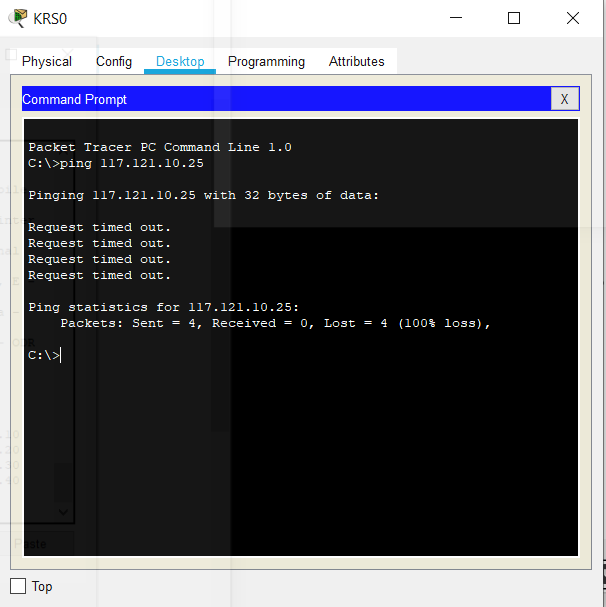 KRS0
Physical Config Desktop Programming Attributes
Command Prompt X
Packet Tracer PC Command Line 1.0
C:\>ping 117.121.10.25
Pinging 117.121.10.25 with 32 bytes of data:
Request timed out.
Request timed out.
Request timed out.
Request timed out.
Ping statistics for 117.121.10.25:
Packets: Sent = 4, Received = 0, Lost = 4 (100% loss),
C:\>
Top